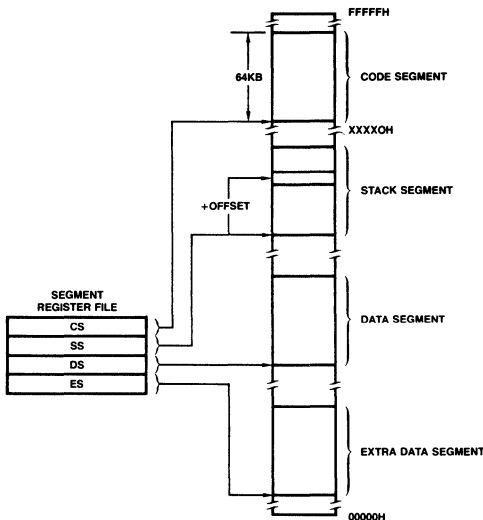 FFFFFH
64KB
CODE SEGMENT
XXXX0H
+OFFSET
STACK SEGMENT
SEGMENT
REGISTER FILE
CS
SS
DS
ES
DATA SEGMENT
EXTRA DATA SEGMENT
00000H